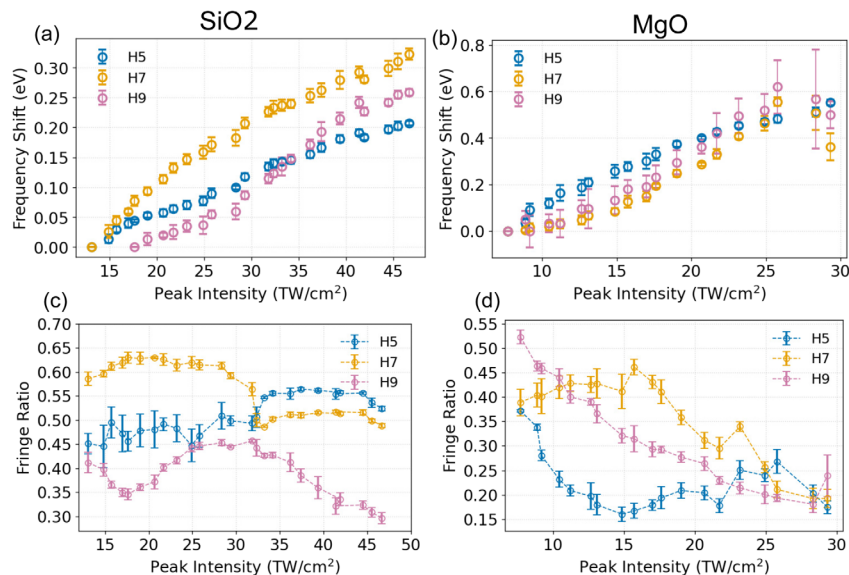 SiO2
MgO
(a)
H5
H7
H9
Frequency Shift (eV)
0.30
0.25
0.20
0.15
0.10
0.05
0.00
15 20 25 30 35 40 45
Peak Intensity (TW/cm²)
(b)
H5
H7
H9
Frequency Shift (eV)
0.8
0.6
0.4
0.2
0.0
10 15 20 25 30
Peak Intensity (TW/cm²)
(c)
H5
H7
H9
Fringe Ratio
0.70
0.65
0.60
0.55
0.50
0.45
0.40
0.35
0.30
15 20 25 30 35 40 45 50
Peak Intensity (TW/cm²)
(d)
H5
H7
H9
Fringe Ratio
0.55
0.50
0.45
0.40
0.35
0.30
0.25
0.20
0.15
10 15 20 25 30
Peak Intensity (TW/cm²)